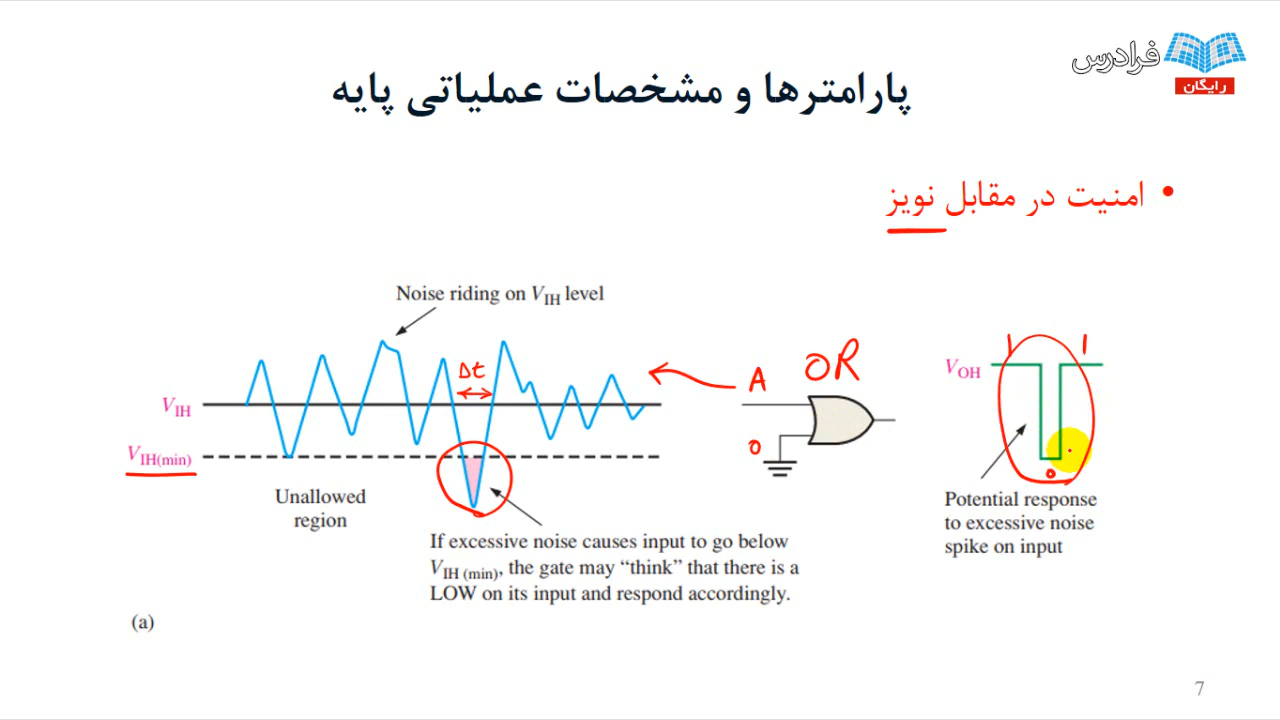 فرادرس
رایگان
پارامترها و مشخصات عملیاتی پایه
• امنیت در مقابل نویز
Noise riding on VIH level
Δt
A
OR
1 1
VOH
VIH
0
VIH(min)
0
Unallowed
region
Potential response
to excessive noise
spike on input
If excessive noise causes input to go below
VIH (min), the gate may “think” that there is a
LOW on its input and respond accordingly.
(a)
7